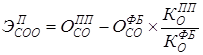 Э^П_СОО = О^ПП_СО − О^ФБ_СО × К^ПП_О / К^ФБ_О